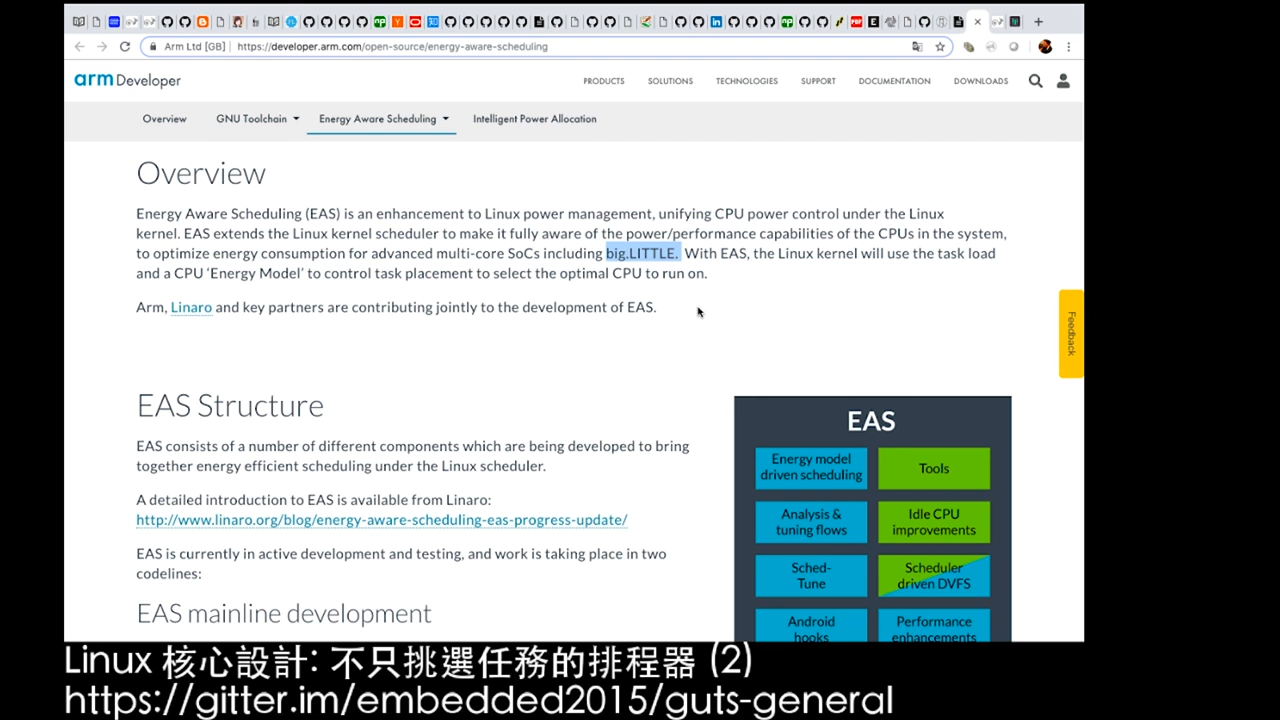 Arm Ltd [GB] | https://developer.arm.com/open-source/energy-aware-scheduling
arm Developer
PRODUCTS SOLUTIONS TECHNOLOGIES SUPPORT DOCUMENTATION DOWNLOADS
Overview GNU Toolchain Energy Aware Scheduling Intelligent Power Allocation
Overview
Energy Aware Scheduling (EAS) is an enhancement to Linux power management, unifying CPU power control under the Linux
kernel. EAS extends the Linux kernel scheduler to make it fully aware of the power/performance capabilities of the CPUs in the system,
to optimize energy consumption for advanced multi-core SoCs including big.LITTLE. With EAS, the Linux kernel will use the task load
and a CPU 'Energy Model' to control task placement to select the optimal CPU to run on.
Arm, Linaro and key partners are contributing jointly to the development of EAS.
Feedback
EAS Structure
EAS consists of a number of different components which are being developed to bring
together energy efficient scheduling under the Linux scheduler.
A detailed introduction to EAS is available from Linaro:
http://www.linaro.org/blog/energy-aware-scheduling-eas-progress-update/
EAS is currently in active development and testing, and work is taking place in two
codelines:
EAS mainline development
EAS
Energy model
driven scheduling
Tools
Analysis &
tuning flows
Idle CPU
improvements
Sched-
Tune
Scheduler
driven DVFS
Android
hooks
Performance
enhancements
Linux 核心設計: 不只挑選任務的排程器 (2)
https://gitter.im/embedded2015/guts-general